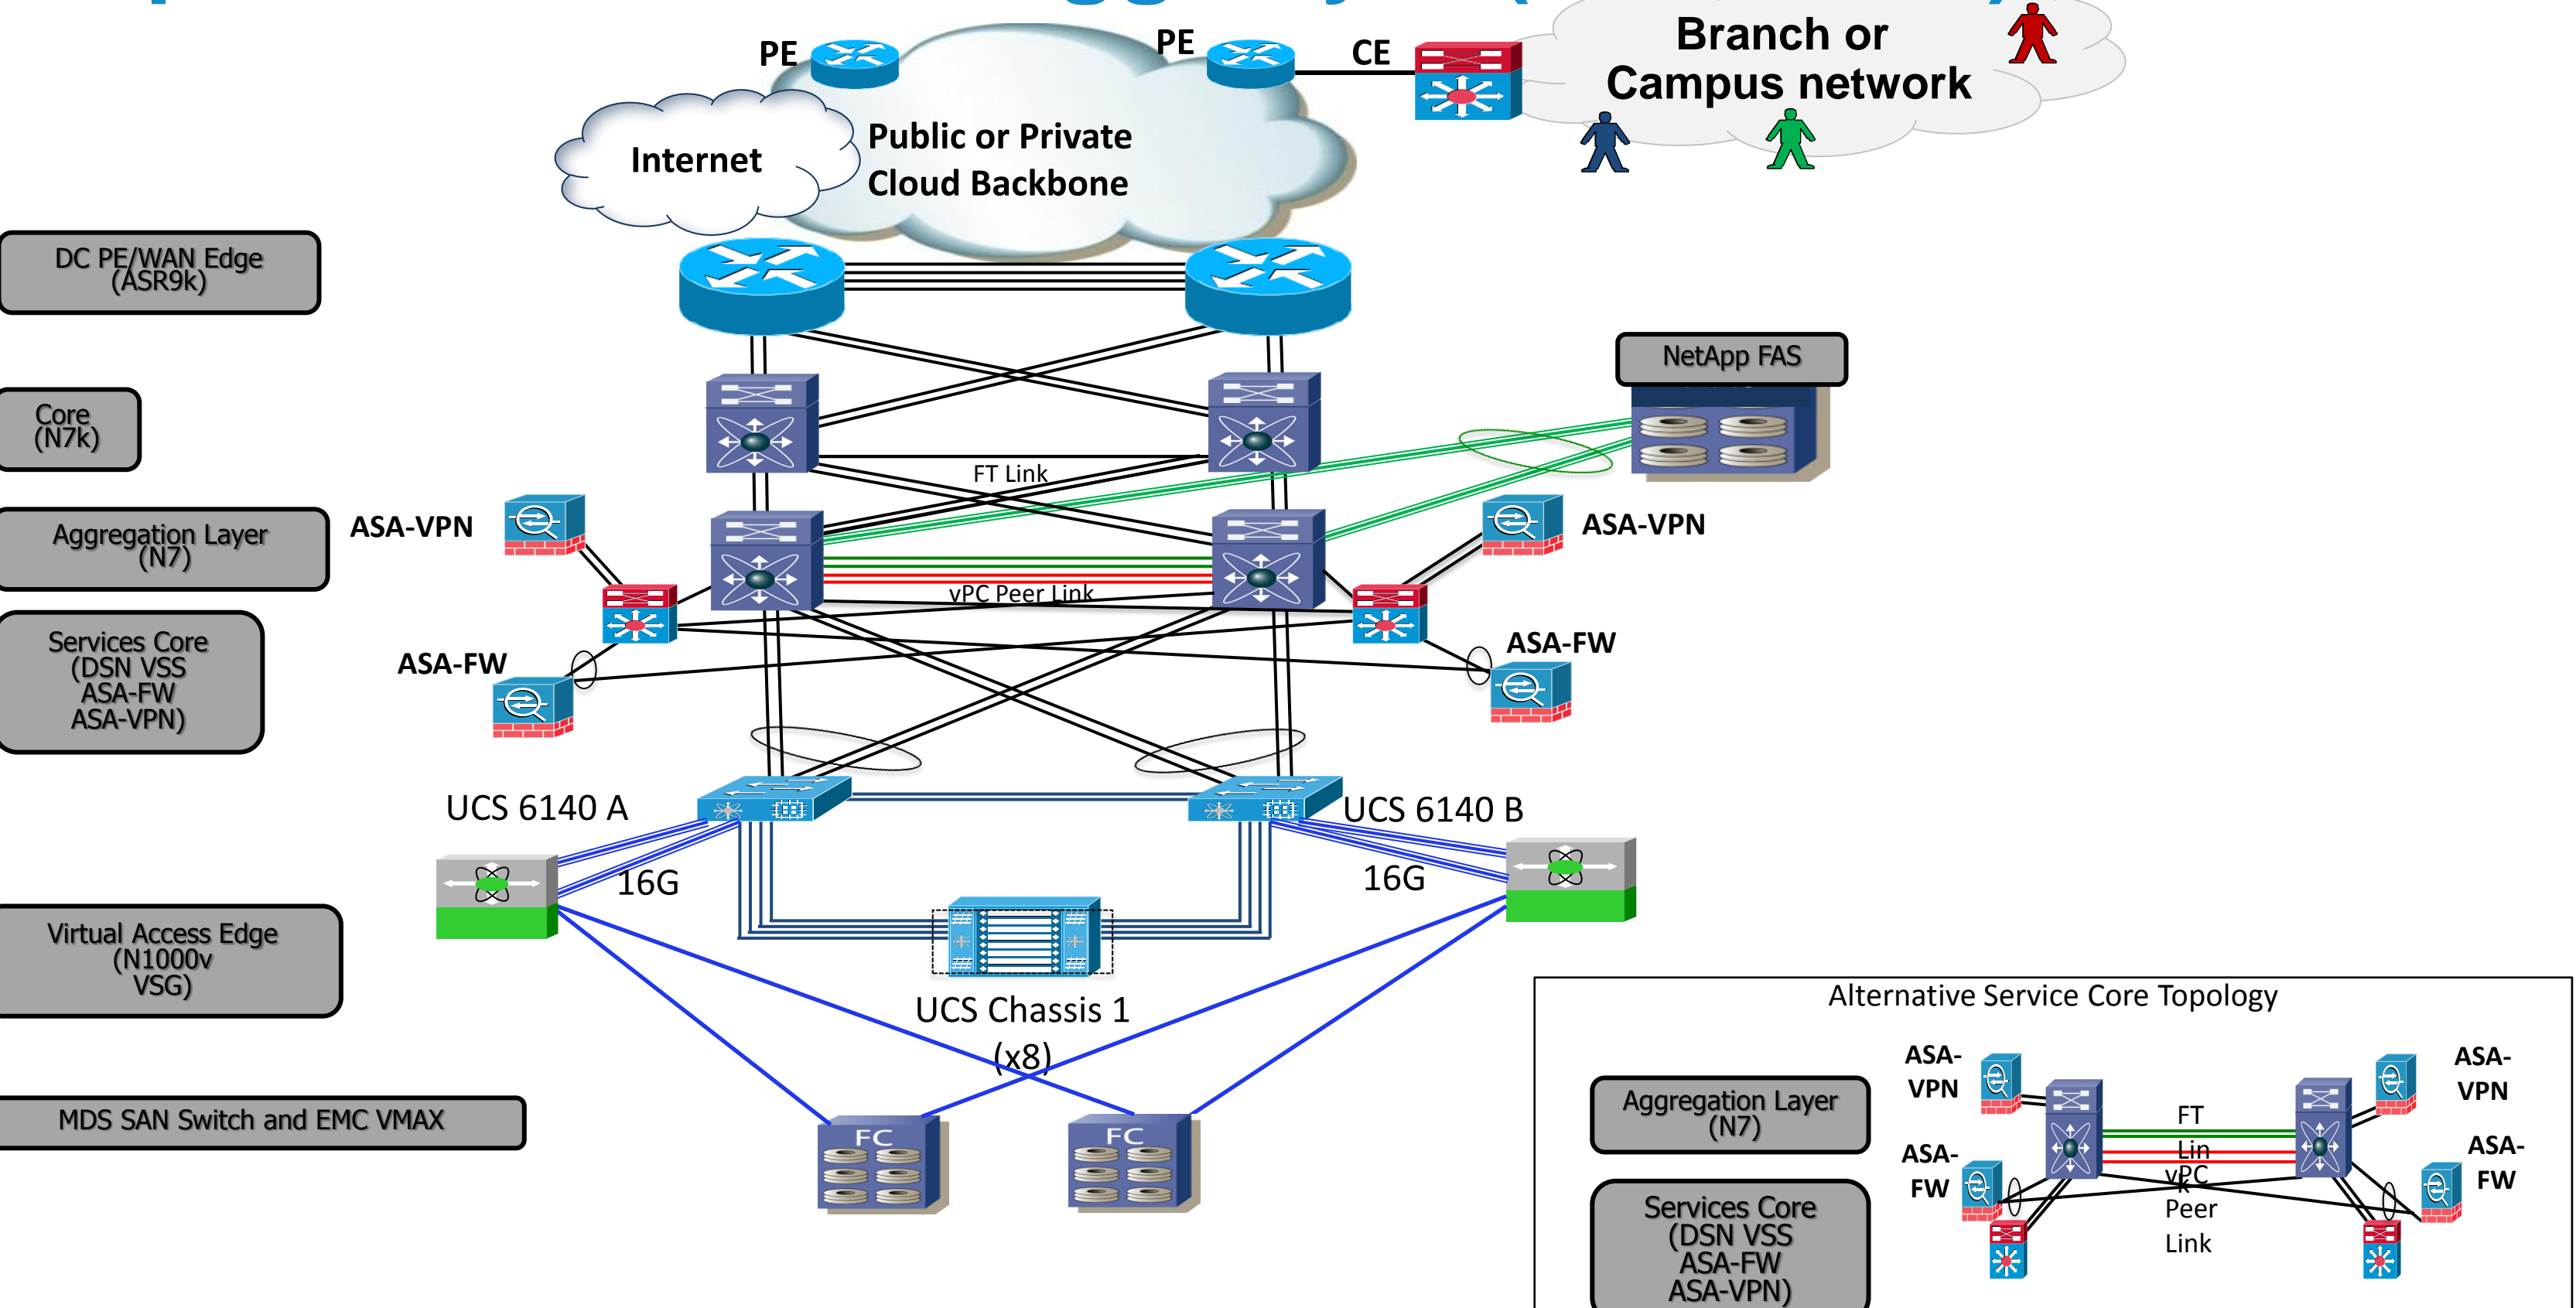 PE
PE
CE
Branch or
Campus network
Internet
Public or Private
Cloud Backbone
DC PE/WAN Edge
(ASR9k)
NetApp FAS
Core
(N7k)
FT Link
Aggregation Layer
(N7)
ASA-VPN
ASA-VPN
vPC Peer Link
Services Core
(DSN VSS
ASA-FW
ASA-VPN)
ASA-FW
ASA-FW
UCS 6140 A
UCS 6140 B
16G
16G
Virtual Access Edge
(N1000v
VSG)
UCS Chassis 1
(x8)
MDS SAN Switch and EMC VMAX
FC
FC
Alternative Service Core Topology
ASA-
VPN
ASA-
VPN
Aggregation Layer
(N7)
FT
Lin
k
vPC
Peer
Link
ASA-
FW
ASA-
FW
Services Core
(DSN VSS
ASA-FW
ASA-VPN)